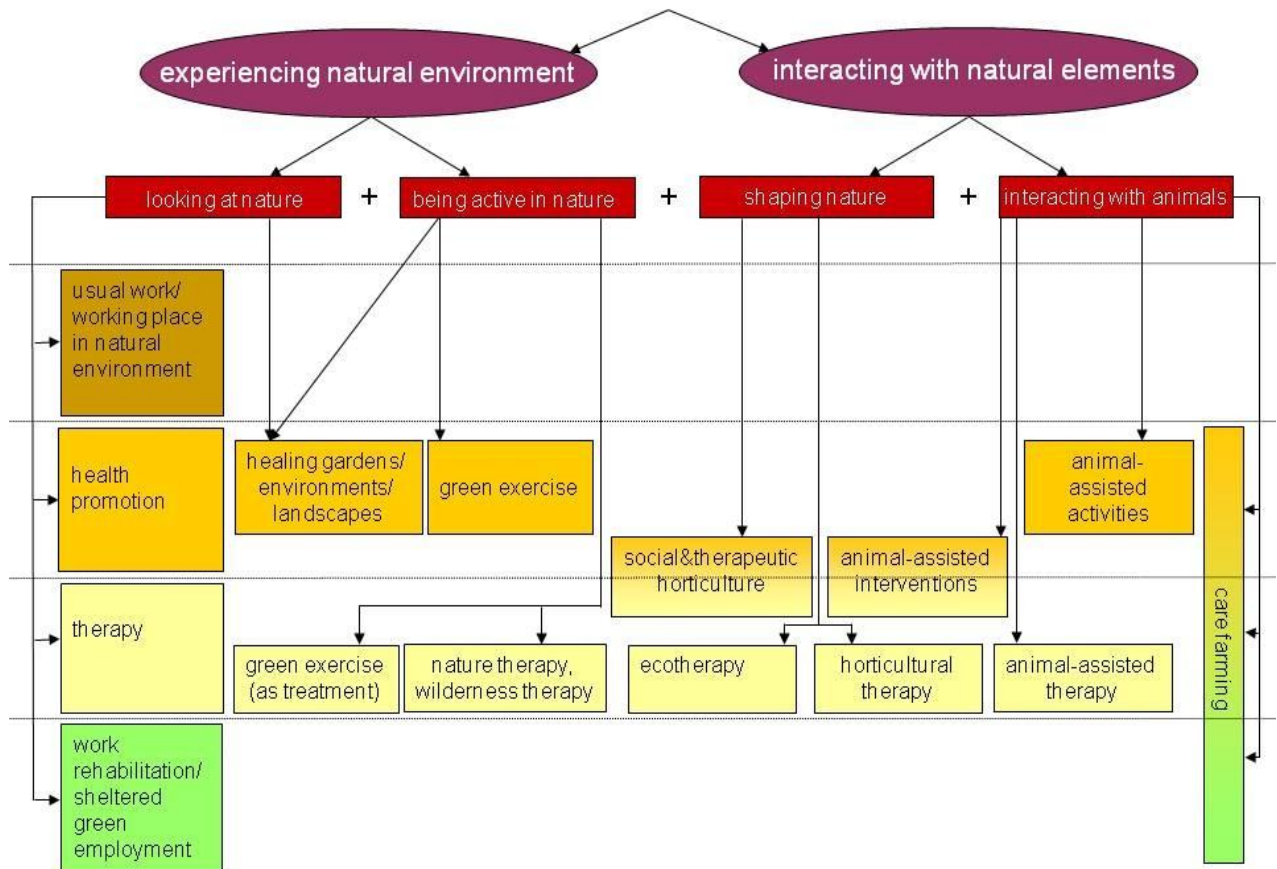 experiencing natural environment
interacting with natural elements
looking at nature
+
being active in nature
+
shaping nature
+
interacting with animals
usual work/
working place
in natural
environment
health
promotion
healing gardens/
environments/
landscapes
green exercise
animal-
assisted
activities
social&therapeutic
horticulture
animal-assisted
interventions
care farming
therapy
green exercise
(as treatment)
nature therapy,
wilderness therapy
ecotherapy
horticultural
therapy
animal-assisted
therapy
work
rehabilitation/
sheltered
green
employment